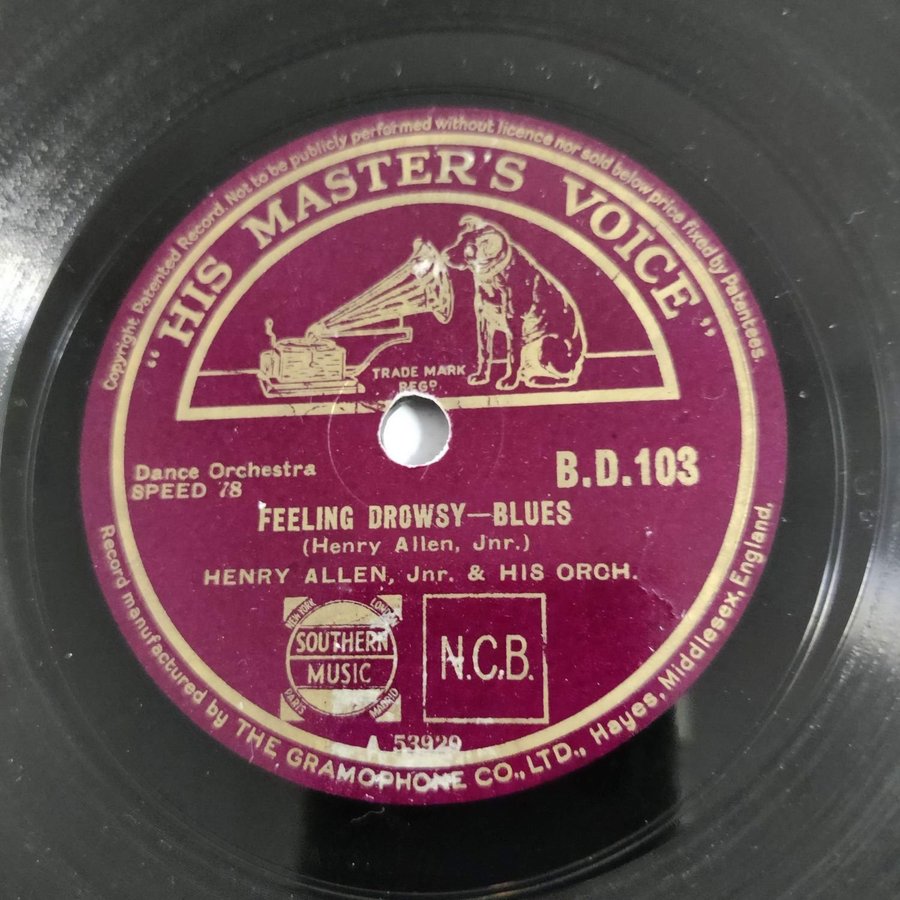 Copyright Patented Record. Not to be publicly performed without licence nor sold below price fixed by Patentees.
"HIS MASTER'S VOICE"
TRADE MARK
REGD.
Dance Orchestra
SPEED 78
B.D.103
FEELING DROWSY—BLUES
(Henry Allen, Jnr.)
HENRY ALLEN, Jnr. & HIS ORCH.
NEW YORK
SOUTHERN
MUSIC
PARIS
MADRID
N.C.B.
A 53929
Record manufactured by THE GRAMOPHONE CO., LTD., Hayes, Middlesex, England.